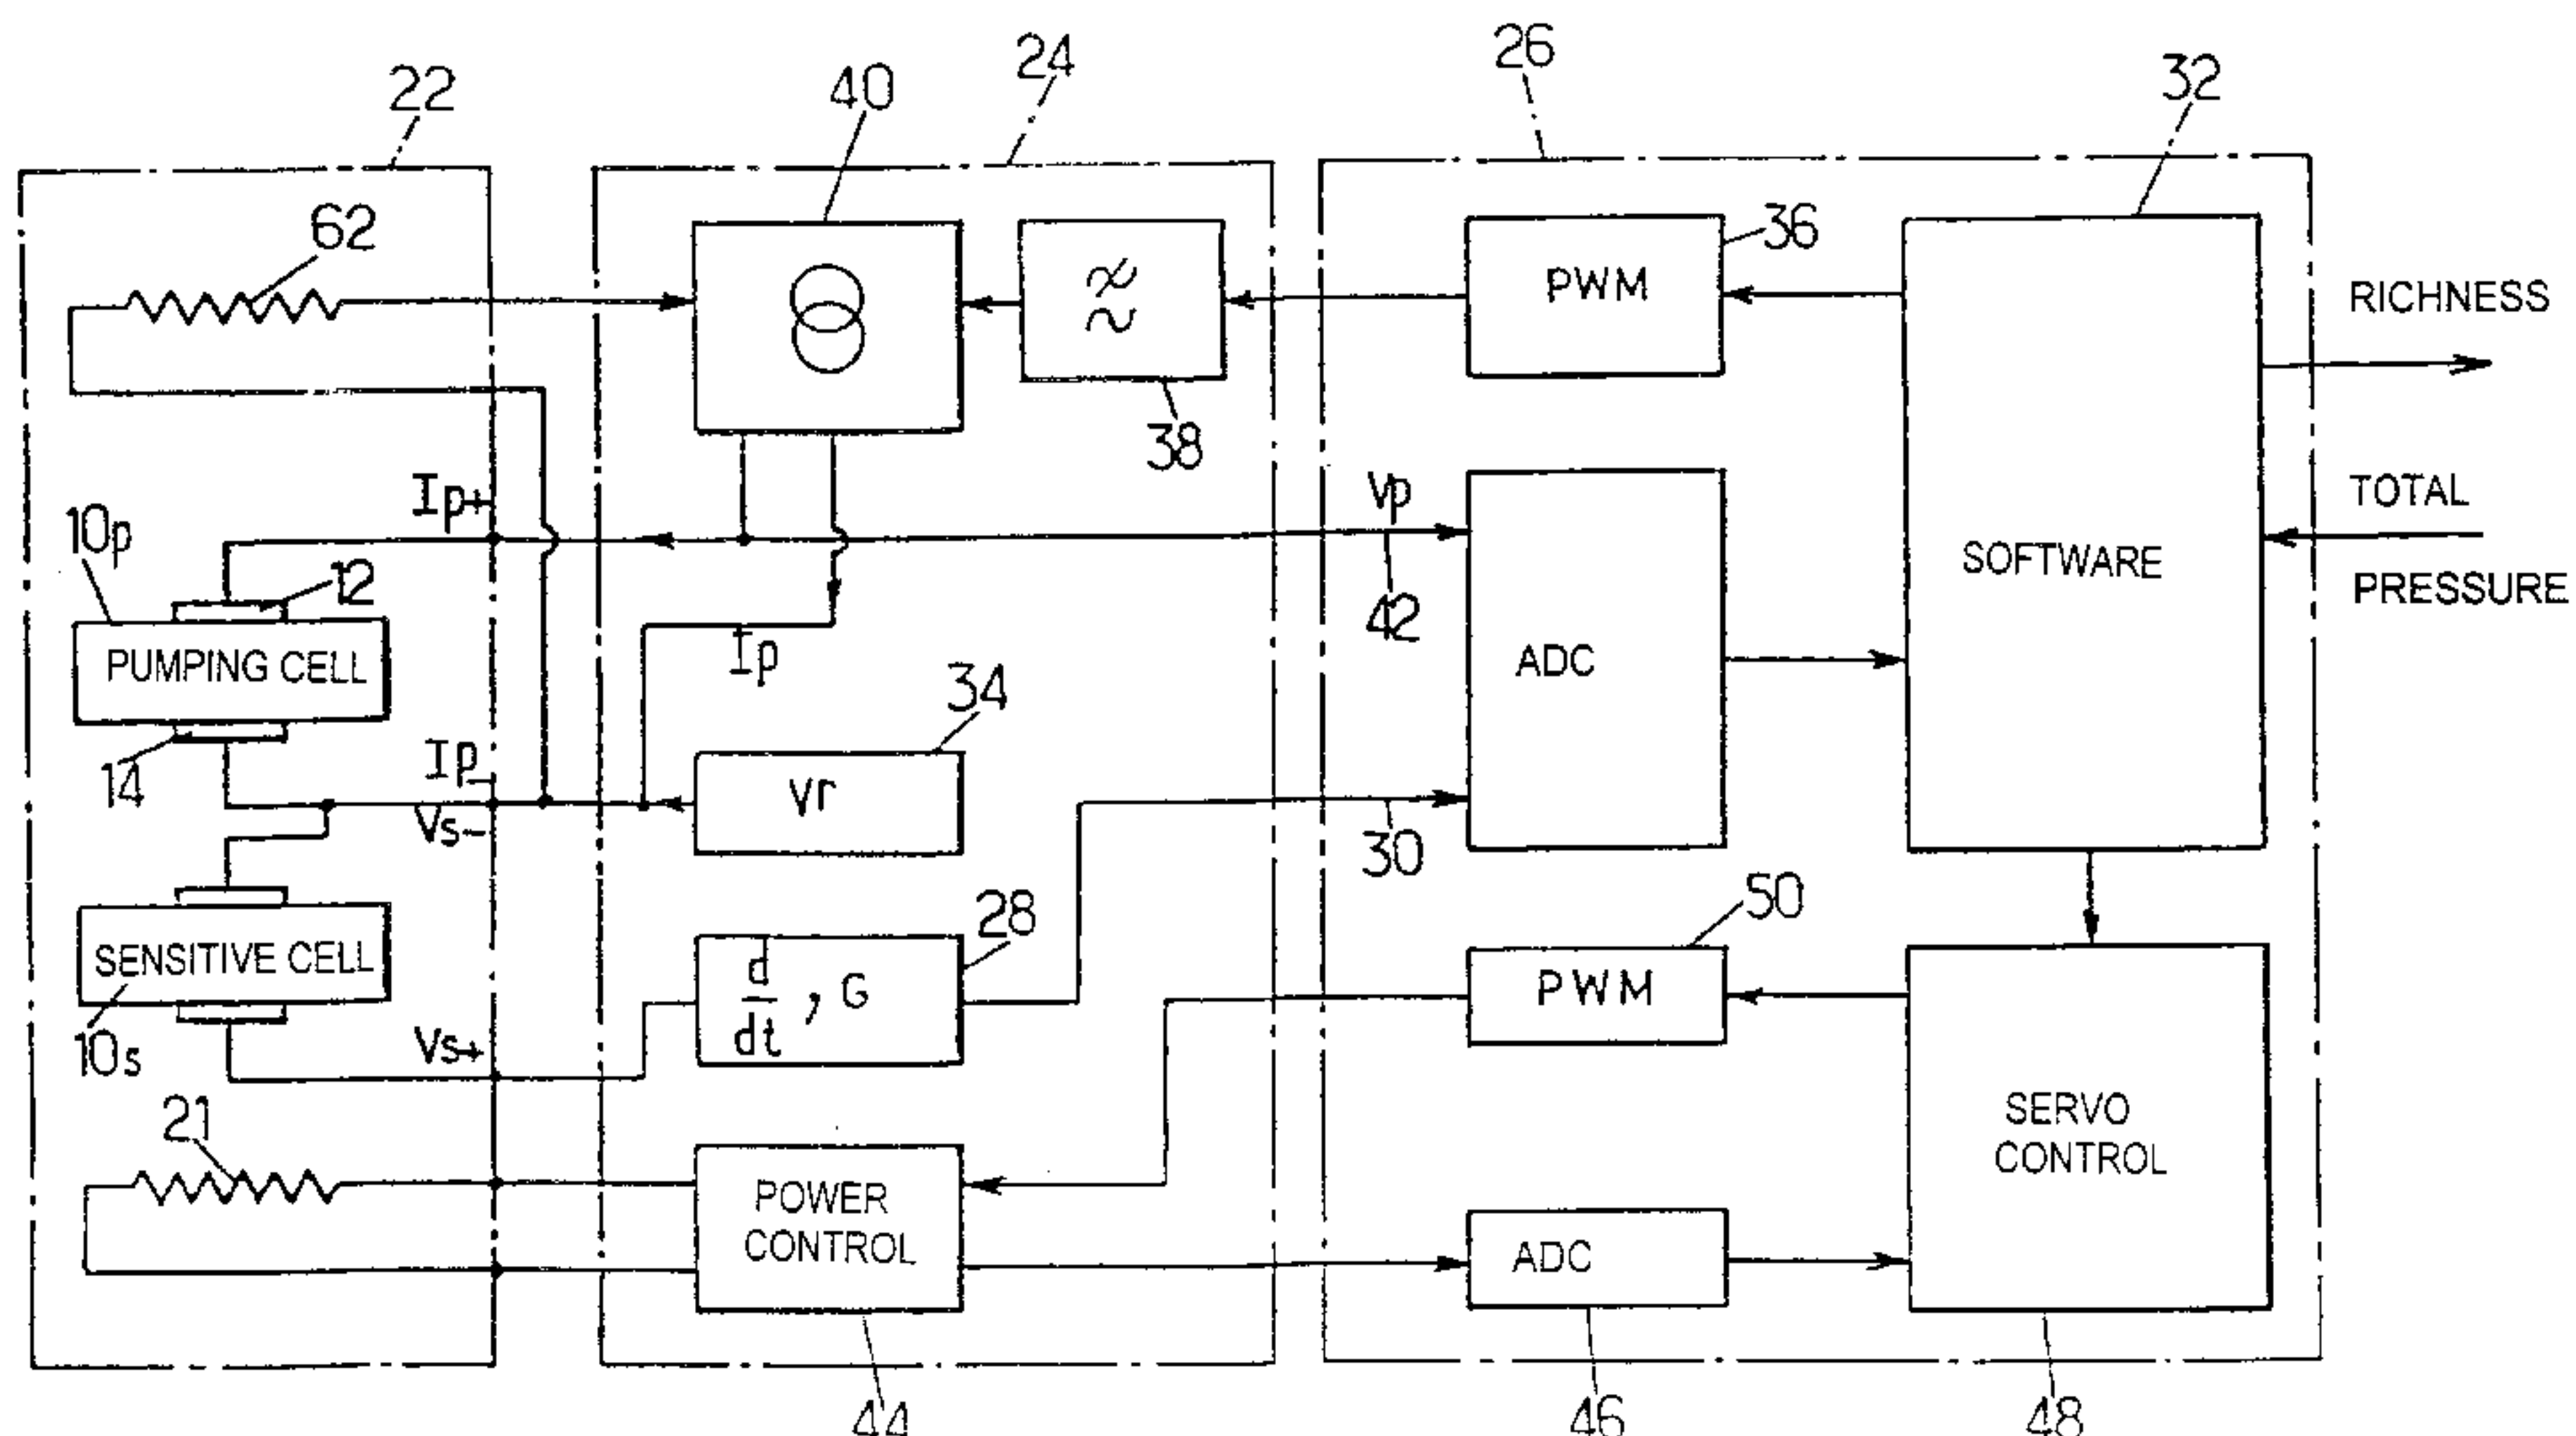 22
24
26
32
40
62
36
PWM
RICHNESS
38
Ip+
Vp
TOTAL
10p
12
42
SOFTWARE
PRESSURE
PUMPING CELL
Ip
ADC
34
14
Ip-
Vr
Vs-
30
28
50
SENSITIVE CELL
d/dt, G
PWM
10s
Vs+
21
SERVO
CONTROL
POWER
CONTROL
ADC
44
46
48